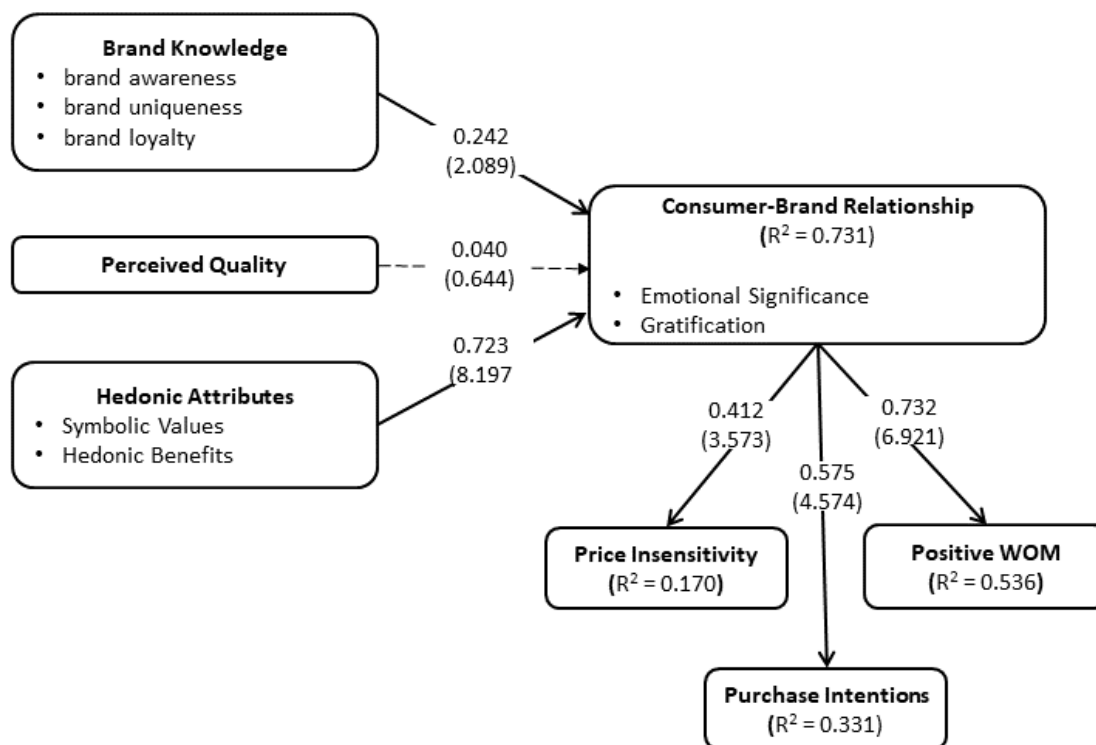 Brand Knowledge
• brand awareness
• brand uniqueness
• brand loyalty
0.242
(2.089)
Perceived Quality
0.040
(0.644)
Hedonic Attributes
• Symbolic Values
• Hedonic Benefits
0.723
(8.197
Consumer-Brand Relationship
(R² = 0.731)
• Emotional Significance
• Gratification
0.412
(3.573)
0.575
(4.574)
0.732
(6.921)
Price Insensitivity
(R² = 0.170)
Positive WOM
(R² = 0.536)
Purchase Intentions
(R² = 0.331)